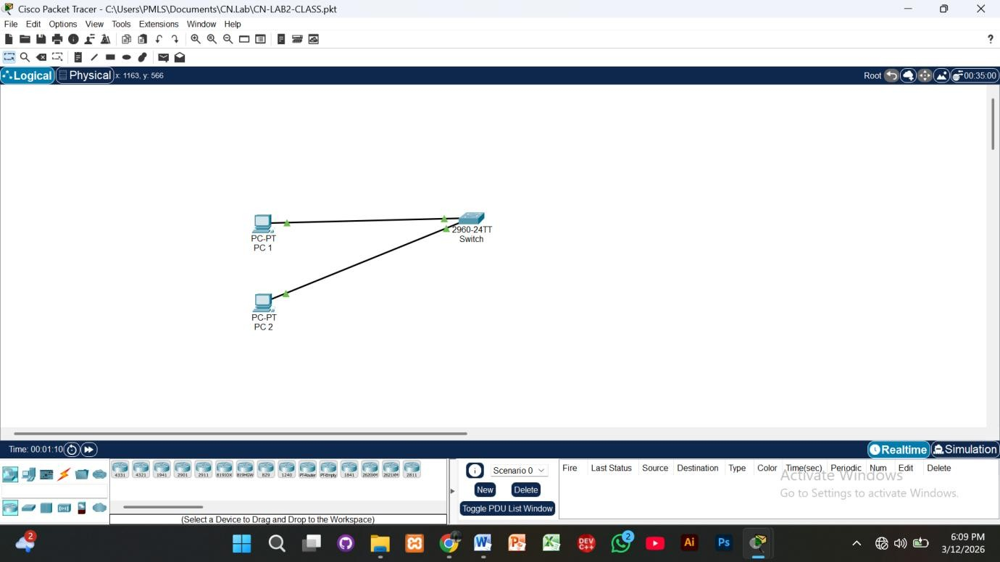 Cisco Packet Tracer - C:\Users\PMLS\Documents\CN.Lab\CN-LAB2-CLASS.pkt
File Edit Options View Tools Extensions Window Help
?
Logical Physical x: 1163, y: 566 Root 00:35:00
PC-PT
PC 1
2960-24TT
Switch
PC-PT
PC 2
Time: 00:01:10 Realtime Simulation
4331 4321 1941 2901 2911 819IOX 819HGW 829 1240 PT-Router PT-Empty 1841 2620XM 2621XM 2811
(Select a Device to Drag and Drop to the Workspace)
Scenario 0
New Delete
Toggle PDU List Window
Fire Last Status Source Destination Type Color Time(sec) Periodic Num Edit Delete
Activate Windows
Go to Settings to activate Windows.
2
DEV C++
2
Ai
Ps
6:09 PM
3/12/2026